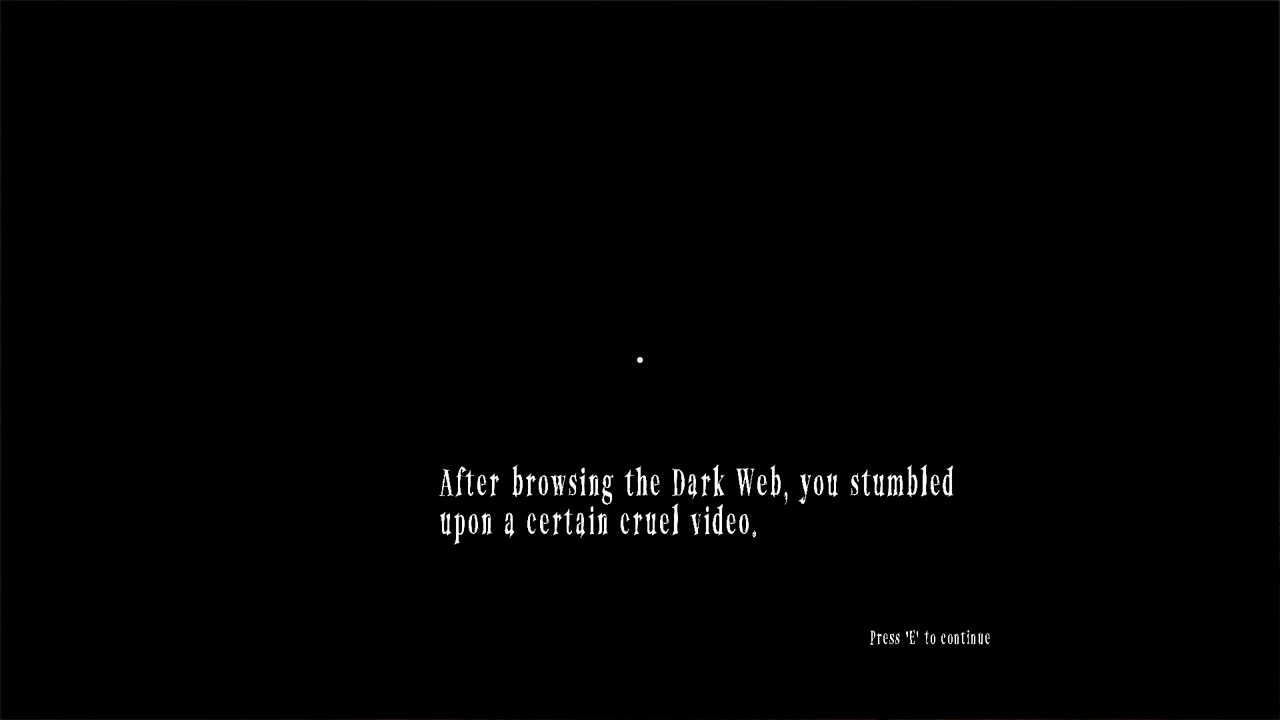 After browsing the Dark Web, you stumbled
upon a certain cruel video.
Press 'E' to continue